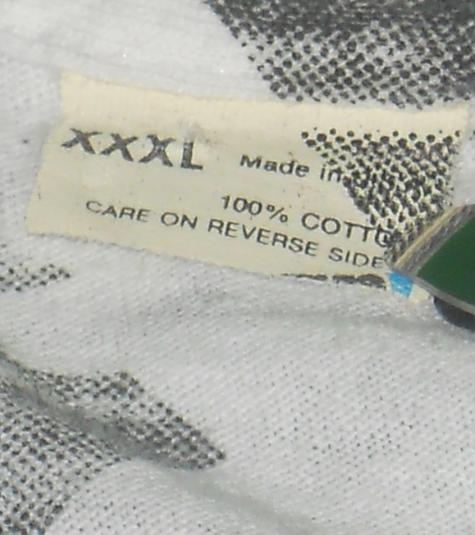 XXXL Made in
100% COTTO
CARE ON REVERSE SIDE